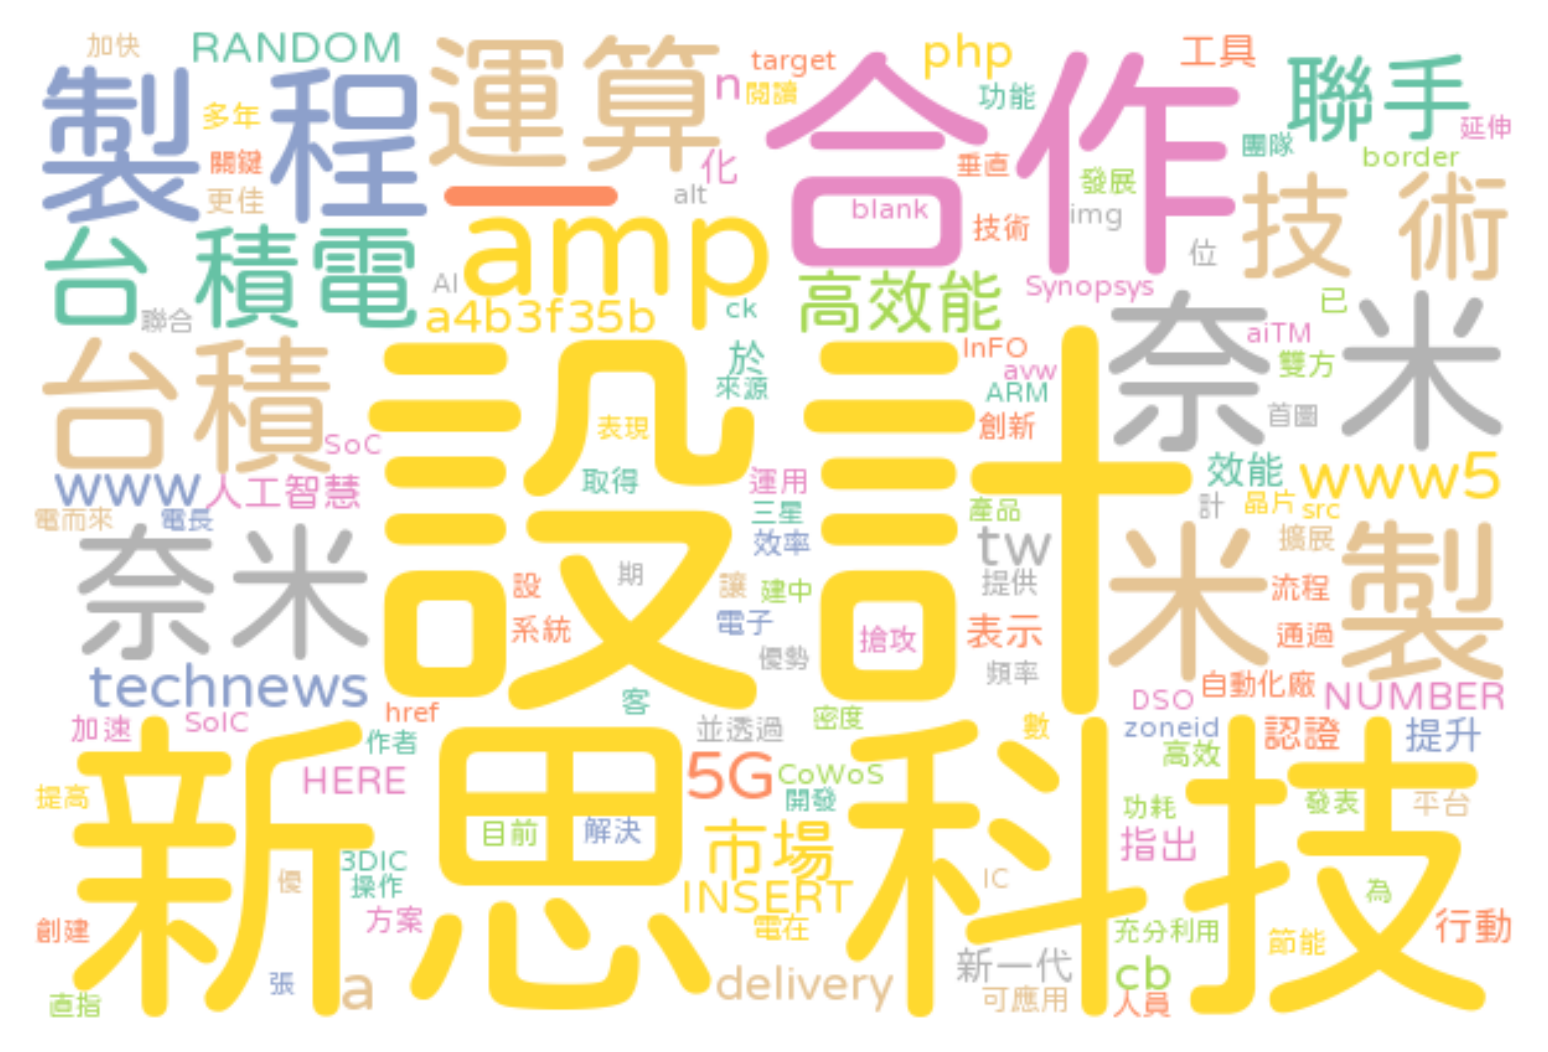 加快
RANDOM
運算
target
php
工具
製程
多年
n
閱讀
合作
功能
聯手
延伸
關鍵
化
垂直
團隊
border
更佳
一
alt
blank
發展
img
技術
技術
台積電
amp
AI
位
聯合
a4b3f35b
ck
高效能
Synopsys
已
台積
設計
於
InFO
奈米
aiTM
來源
avw
ARM
雙方
SoC
表現
創新
首圖
www
人工智慧
取得
運用
效能
www5
電而來
電長
三星
產品
計
晶片
src
奈米
效率
tw
米製
擴展
設
期
讓
建中
提供
流程
系統
電子
搶攻
表示
通過
technews
優勢
頻率
自動化廠
客
DSO
NUMBER
加速
SoIC
href
並透過
密度
數
zoneid
認證
提升
新思科技
作者
高效
HERE
5G
CoWoS
提高
開發
功耗
發表
平台
目前
解決
市場
指出
3DIC
操作
優
IC
為
INSERT
創建
方案
電在
充分利用
節能
行動
張
a
delivery
新一代
cb
直指
可應用
人員